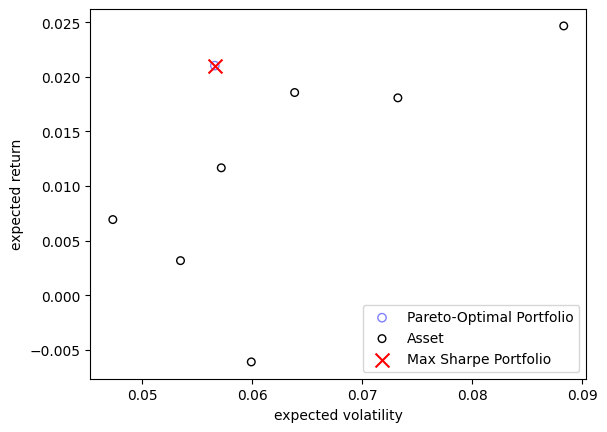 0.025
0.020
0.015
0.010
0.005
0.000
−0.005
expected return
0.05 0.06 0.07 0.08 0.09
expected volatility
Pareto-Optimal Portfolio
Asset
Max Sharpe Portfolio